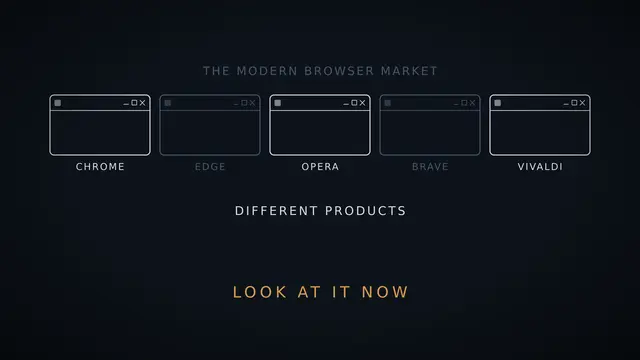 THE MODERN BROWSER MARKET
CHROME EDGE OPERA BRAVE VIVALDI
DIFFERENT PRODUCTS
LOOK AT IT NOW